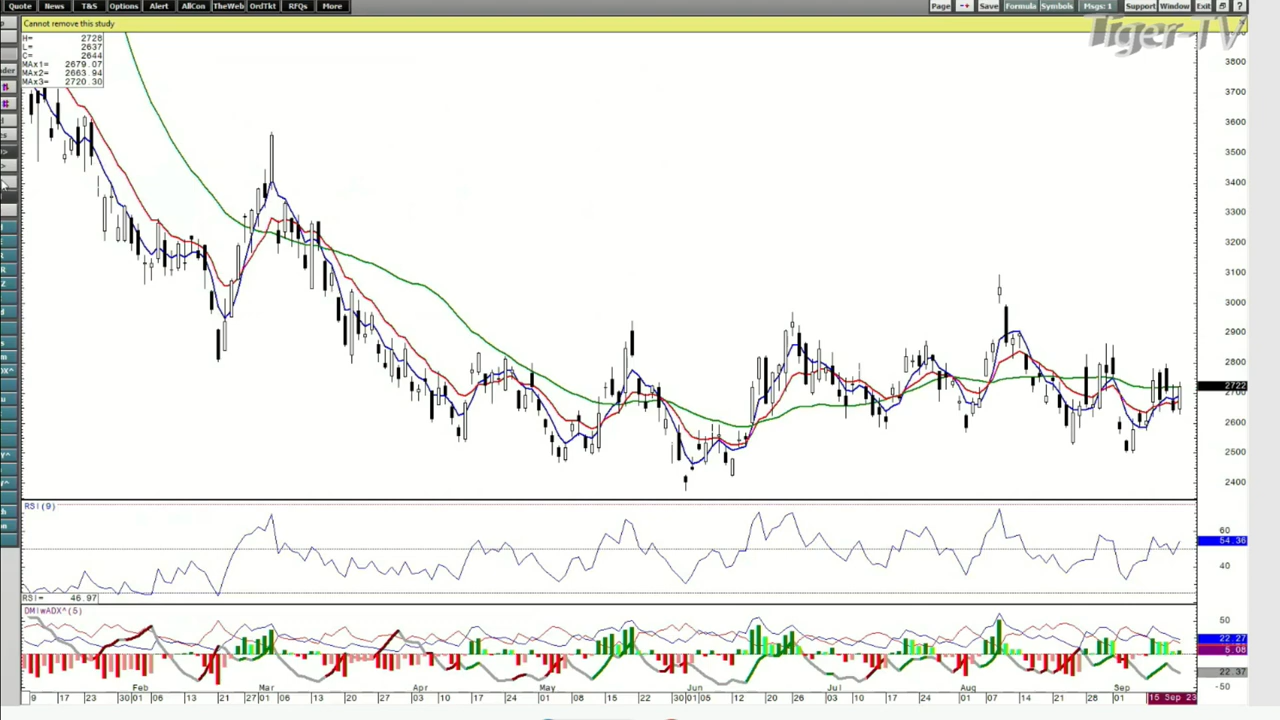 Quote News T&S Options Alert AllCon TheWeb OrdTkt RFQs More Page Save Formula Symbols Msgs: 1 Support Window Exit ?
Cannot remove this study
Tiger-TV
H= 2728
L= 2637
C= 2644
MAx1= 2679.07
MAx2= 2663.94
MAx3= 2720.30
3800
3700
3600
3500
3400
3300
3200
3100
3000
2900
2800
2722
2700
2600
2500
2400
RSI(9)
60
54.36
40
RSI= 46.97
DMIwADX^(5)
50
22.27
5.08
22.37
-50
Feb Mar Apr May Jun Jul Aug Sep
9 17 23 30 01 06 13 21 27 01 06 13 20 27 03 10 17 24 01 08 15 22 30 01 05 12 20 26 03 10 17 24 01 07 14 21 28 01 15 Sep 23